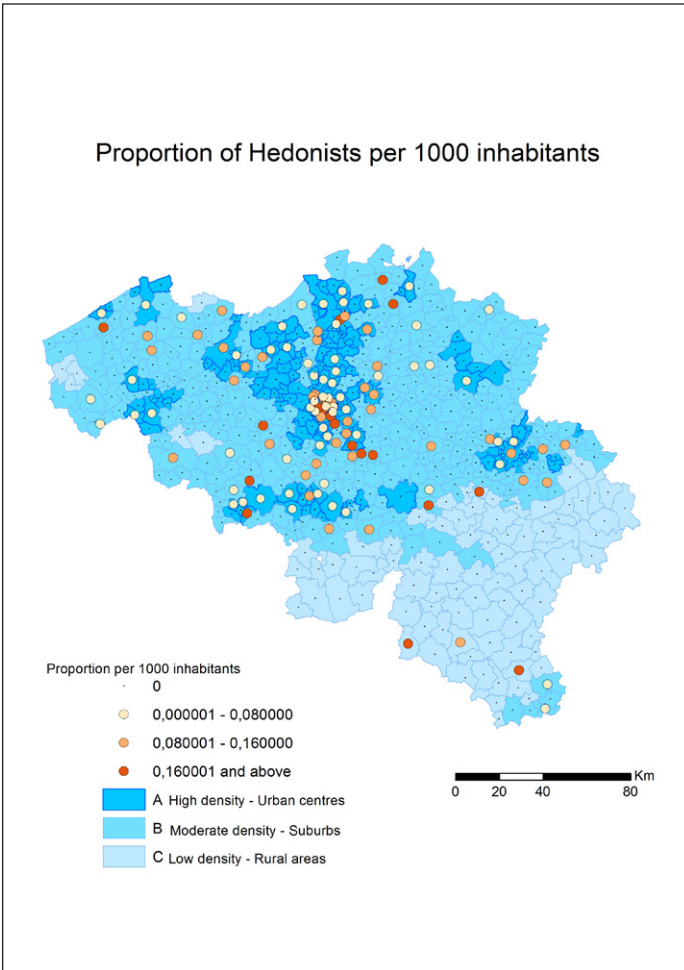 Proportion of Hedonists per 1000 inhabitants
Proportion per 1000 inhabitants
0
0,000001 - 0,080000
0,080001 - 0,160000
0,160001 and above
A High density - Urban centres
B Moderate density - Suburbs
C Low density - Rural areas
Km
0 20 40 80